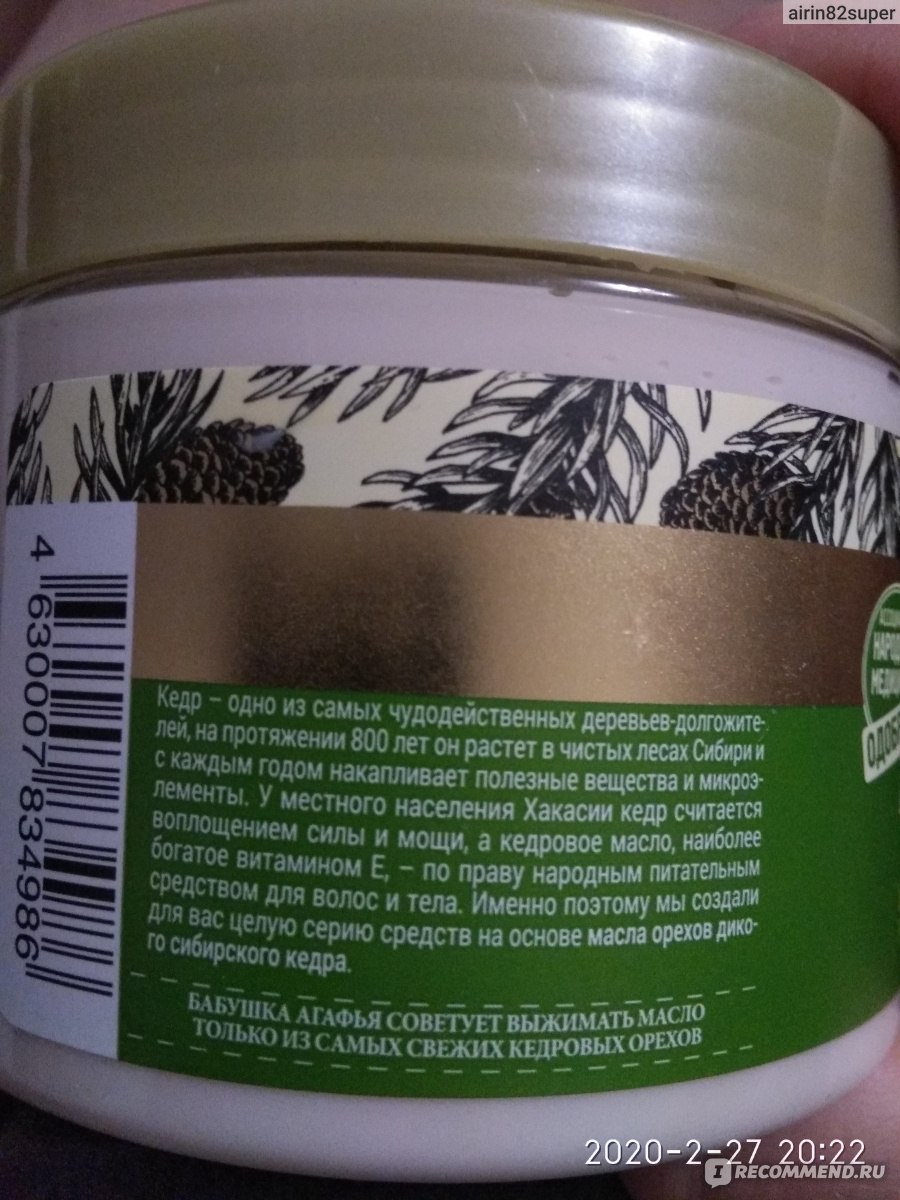 airin82super
Кедр – одно из самых чудодейственных деревьев-долгожите-
лей, на протяжении 800 лет он растет в чистых лесах Сибири и
с каждым годом накапливает полезные вещества и микроэ-
лементы. У местного населения Хакасии кедр считается
воплощением силы и мощи, а кедровое масло, наиболее
богатое витамином Е, – по праву народным питательным
средством для волос и тела. Именно поэтому мы создали
для вас целую серию средств на основе масла орехов дико-
го сибирского кедра.
БАБУШКА АГАФЬЯ СОВЕТУЕТ ВЫЖИМАТЬ МАСЛО
ТОЛЬКО ИЗ САМЫХ СВЕЖИХ КЕДРОВЫХ ОРЕХОВ
4 630007 834986
2020-2-27 20:22
IRECOMMEND.RU